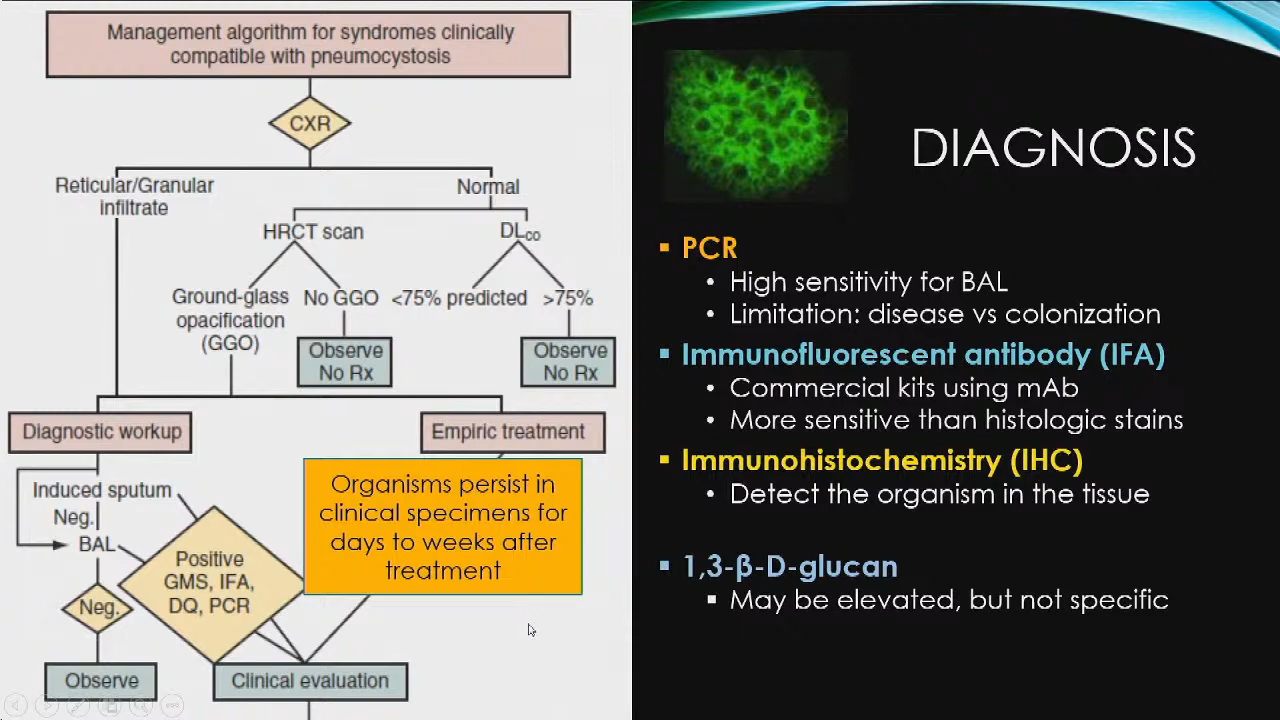 Management algorithm for syndromes clinically
compatible with pneumocystosis
CXR
Reticular/Granular
infiltrate
Normal
HRCT scan
DLco
Ground-glass
opacification
(GGO)
No GGO
<75% predicted
>75%
Observe
No Rx
Observe
No Rx
Diagnostic workup
Empiric treatment
Induced sputum
Neg.
BAL
Neg.
Positive
GMS, IFA,
DQ, PCR
Organisms persist in
clinical specimens for
days to weeks after
treatment
Observe
Clinical evaluation
DIAGNOSIS
▪ PCR
• High sensitivity for BAL
• Limitation: disease vs colonization
▪ Immunofluorescent antibody (IFA)
• Commercial kits using mAb
• More sensitive than histologic stains
▪ Immunohistochemistry (IHC)
• Detect the organism in the tissue
▪ 1,3-β-D-glucan
▪ May be elevated, but not specific